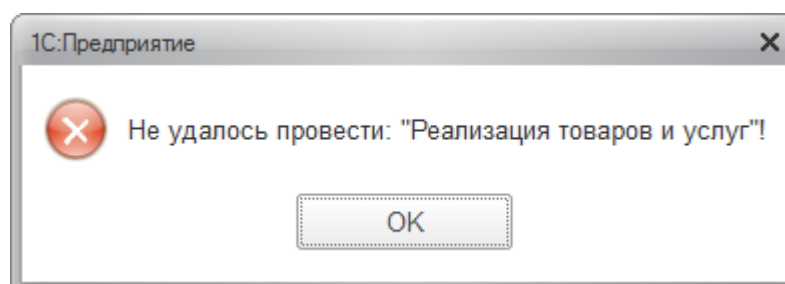 1С:Предприятие
Не удалось провести: "Реализация товаров и услуг"!
OK